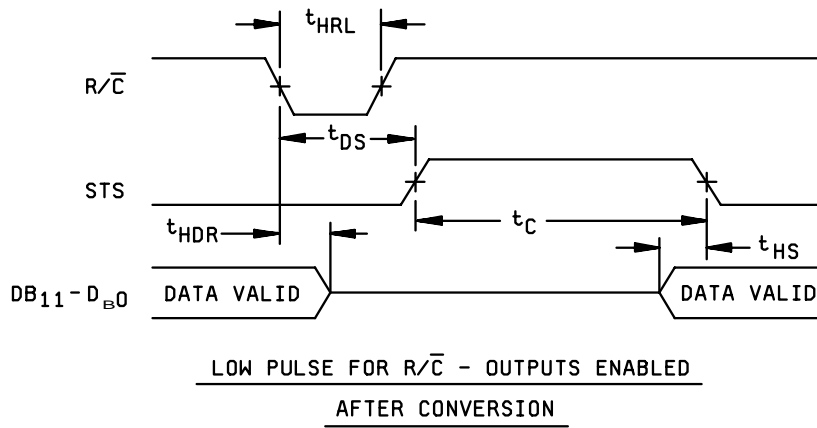 tHRL
R/C̅
tDS
STS
tHDR
tC
tHS
DB11-DB0
DATA VALID
DATA VALID
LOW PULSE FOR R/C̅ - OUTPUTS ENABLED
AFTER CONVERSION